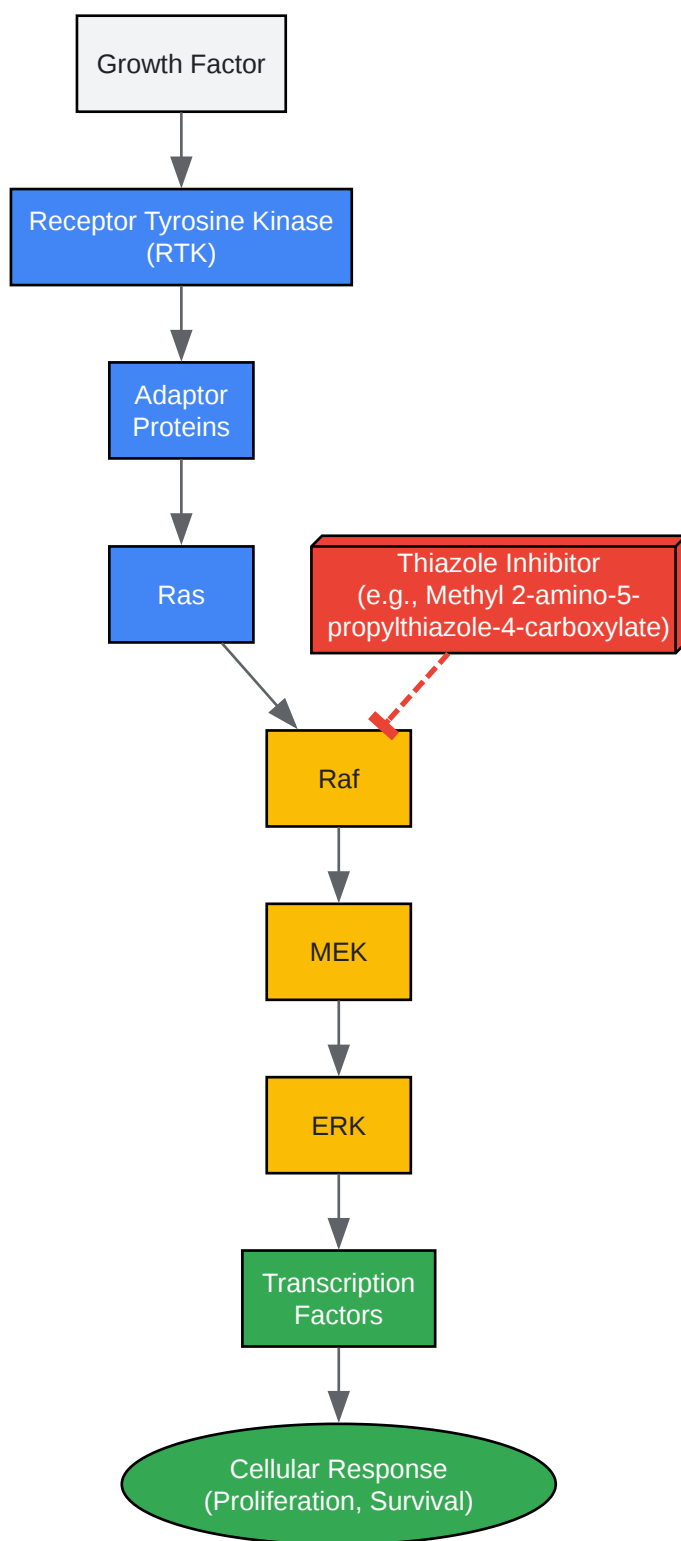 Growth Factor
Receptor Tyrosine Kinase
(RTK)
Adaptor
Proteins
Ras
Thiazole Inhibitor
(e.g., Methyl 2-amino-5-
propylthiazole-4-carboxylate)
Raf
MEK
ERK
Transcription
Factors
Cellular Response
(Proliferation, Survival)